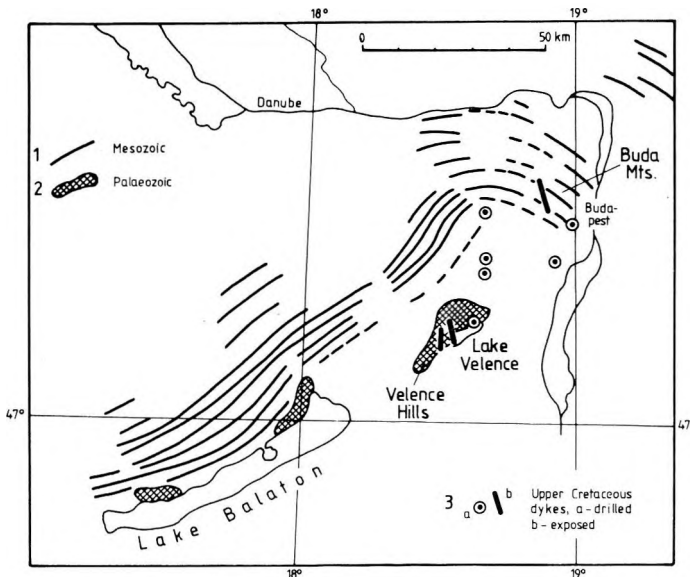 18°
19°
0 50 km
Danube
1 Mesozoic
2 Palaeozoic
Buda
Mts.
Buda-
pest
Lake
Velence
Velence
Hills
47°
47
Lake Balaton
3 a b Upper Cretaceous
dykes, a-drilled
b-exposed
18°
19°